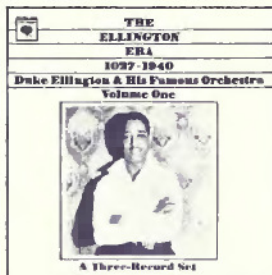 THE
ELLINGTON
ERA
1927-1940
Duke Ellington & His Famous Orchestra
Volume One
A Three-Record Set